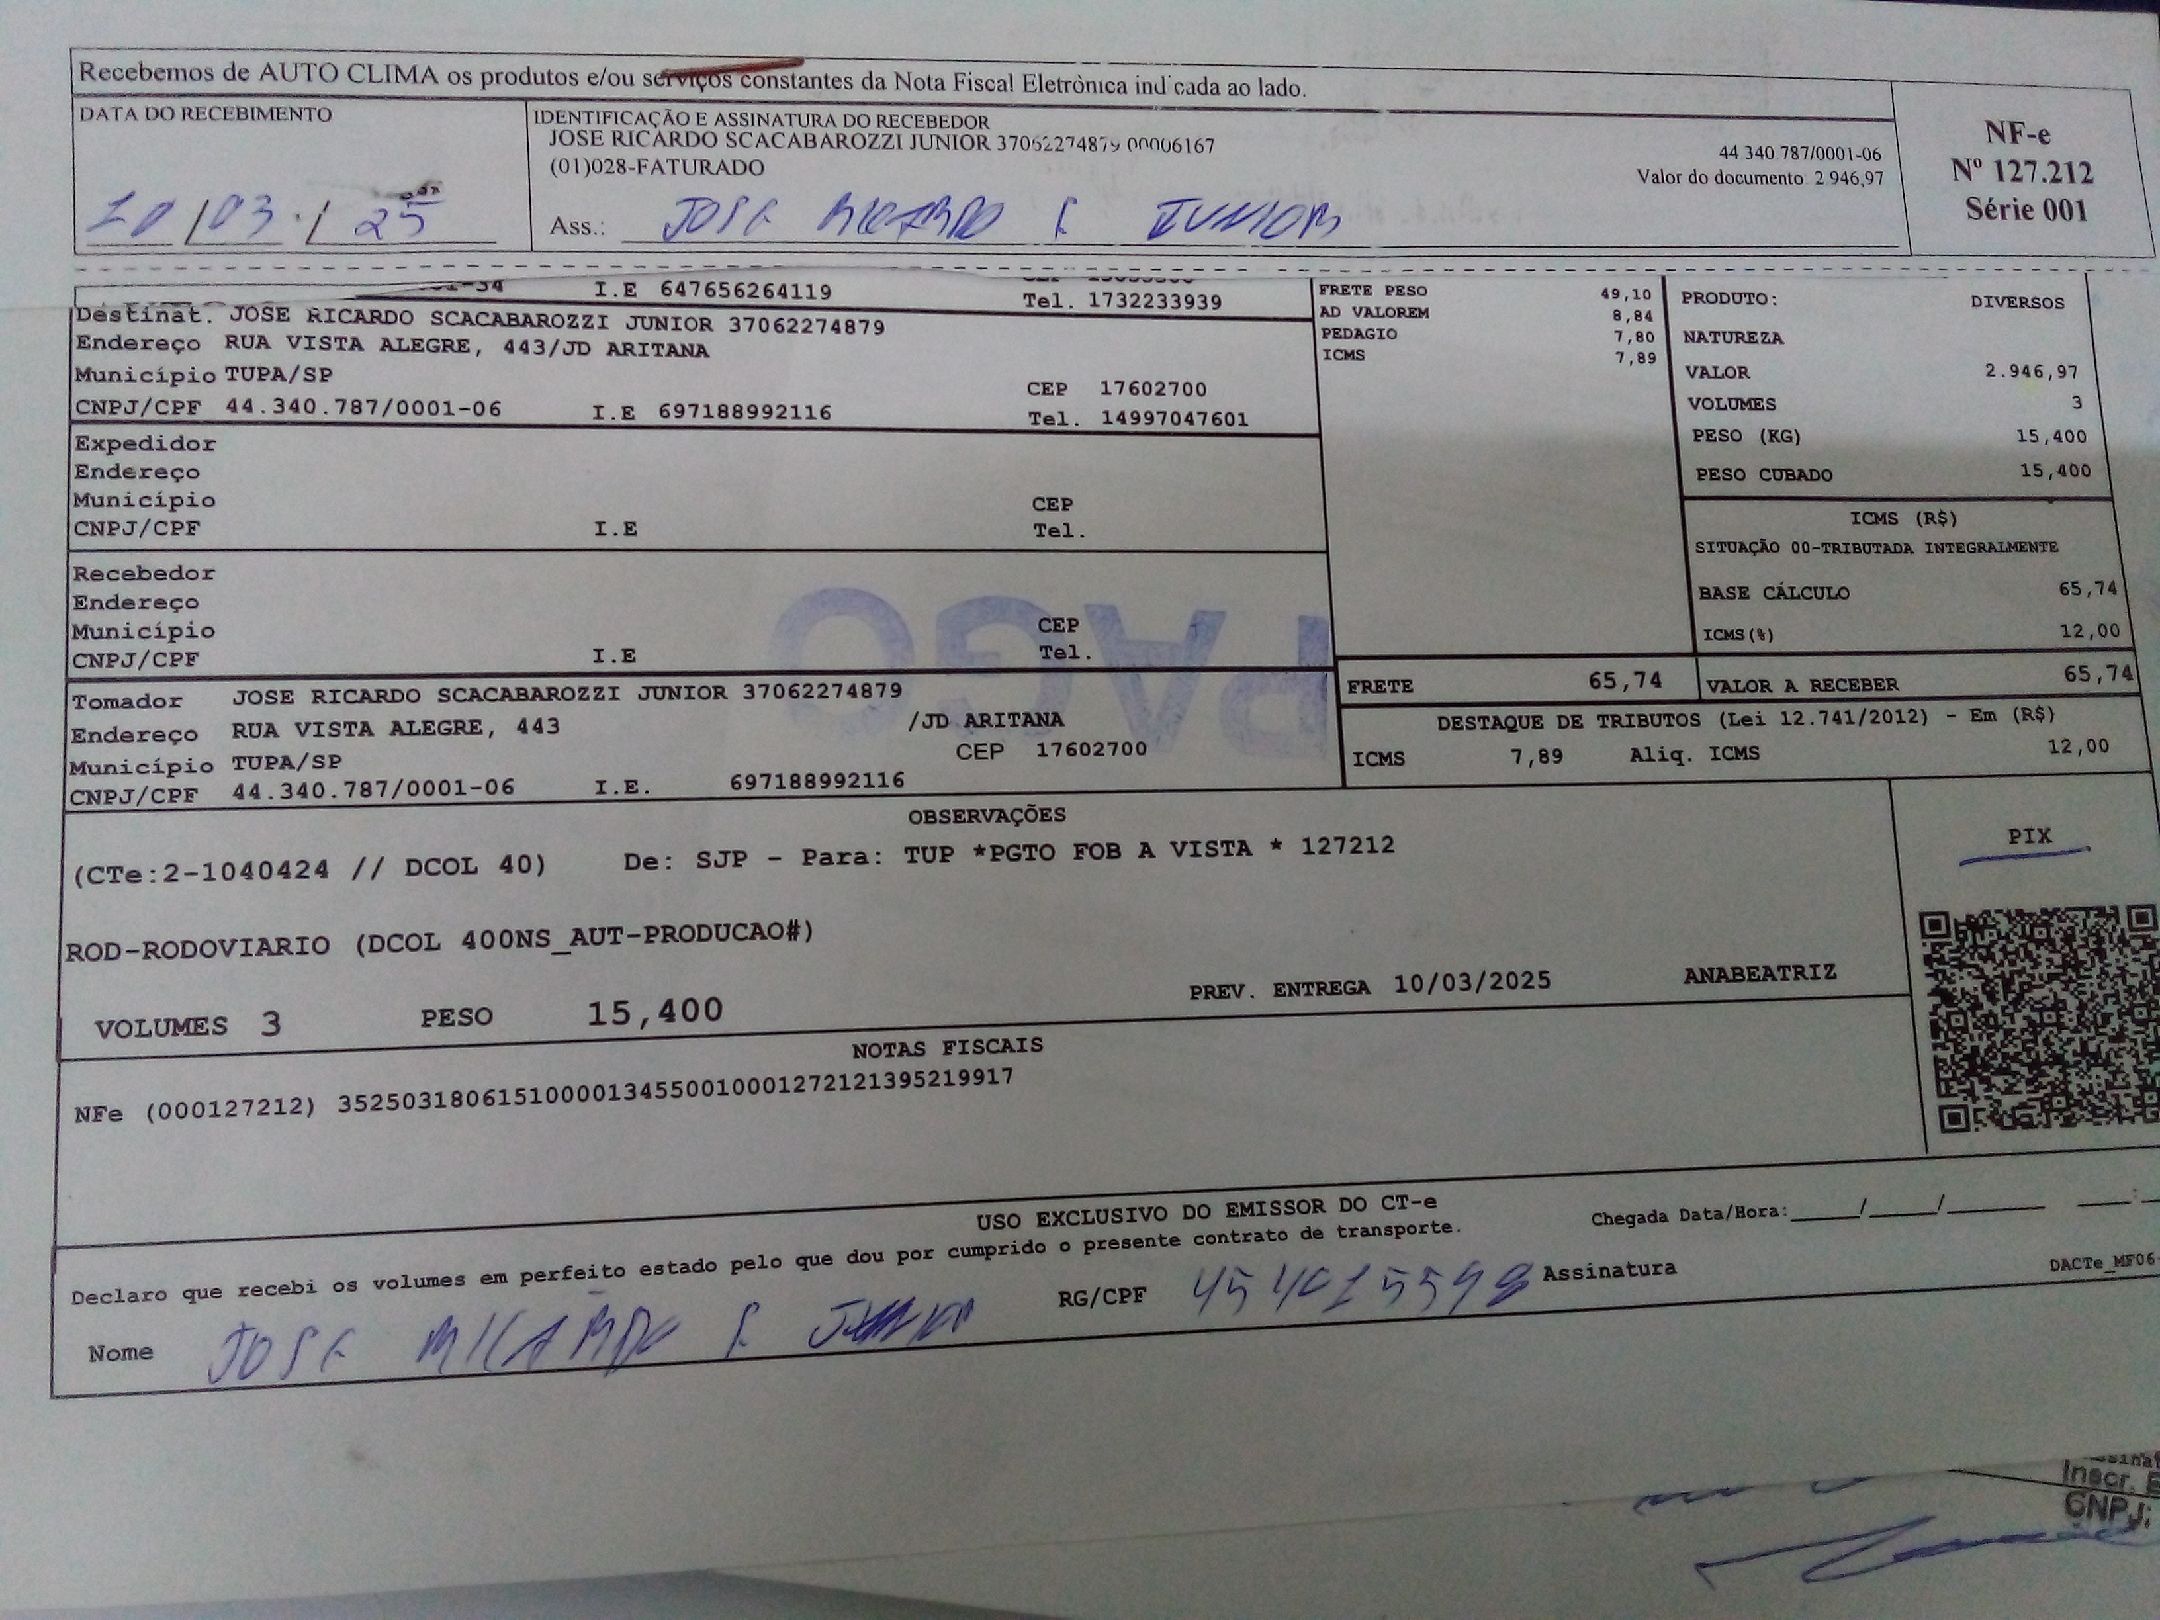 Recebemos de AUTO CLIMA os produtos e/ou serviços constantes da Nota Fiscal Eletrônica indicada ao lado.
DATA DO RECEBIMENTO
IDENTIFICAÇÃO E ASSINATURA DO RECEBEDOR
JOSE RICARDO SCACABAROZZI JUNIOR 37062274879 00006167
44 340.787/0001-06
(01)028-FATURADO
Valor do documento 2 946,97
NF-e
Nº 127.212
Série 001
10/03/25
Ass.: JOSE RICARDO S JUNIOR
I.E 647656264119
Tel. 1732233939
Destinat. JOSE RICARDO SCACABAROZZI JUNIOR 37062274879
Endereço RUA VISTA ALEGRE, 443/JD ARITANA
Município TUPA/SP
CEP 17602700
CNPJ/CPF 44.340.787/0001-06 I.E 697188992116 Tel. 14997047601
FRETE PESO 49,10
AD VALOREM 8,84
PEDAGIO 7,80
ICMS 7,89
PRODUTO: DIVERSOS
NATUREZA
VALOR 2.946,97
VOLUMES 3
PESO (KG) 15,400
PESO CUBADO 15,400
Expedidor
Endereço
Município CEP
CNPJ/CPF I.E Tel.
ICMS (R$)
SITUAÇÃO 00-TRIBUTADA INTEGRALMENTE
BASE CÁLCULO 65,74
ICMS(%) 12,00
Recebedor
Endereço
Município CEP
CNPJ/CPF I.E Tel.
PAGO
FRETE 65,74 VALOR A RECEBER 65,74
Tomador JOSE RICARDO SCACABAROZZI JUNIOR 37062274879
Endereço RUA VISTA ALEGRE, 443 /JD ARITANA
Município TUPA/SP CEP 17602700
CNPJ/CPF 44.340.787/0001-06 I.E. 697188992116
DESTAQUE DE TRIBUTOS (Lei 12.741/2012) - Em (R$)
ICMS 7,89 Aliq. ICMS 12,00
OBSERVAÇÕES
(CTe:2-1040424 // DCOL 40) De: SJP - Para: TUP *PGTO FOB A VISTA * 127212
PIX
ROD-RODOVIARIO (DCOL 400NS_AUT-PRODUCAO#)
VOLUMES 3 PESO 15,400 PREV. ENTREGA 10/03/2025 ANABEATRIZ
NOTAS FISCAIS
NFe (000127212) 35250318061510000134550010001272121395219917
USO EXCLUSIVO DO EMISSOR DO CT-e
Declaro que recebi os volumes em perfeito estado pelo que dou por cumprido o presente contrato de transporte.
Chegada Data/Hora:____/____/______ ____:
Nome JOSE RICARDO S JUNIOR RG/CPF Assinatura
DACTe_MF06
Inscr. E
CNPJ: